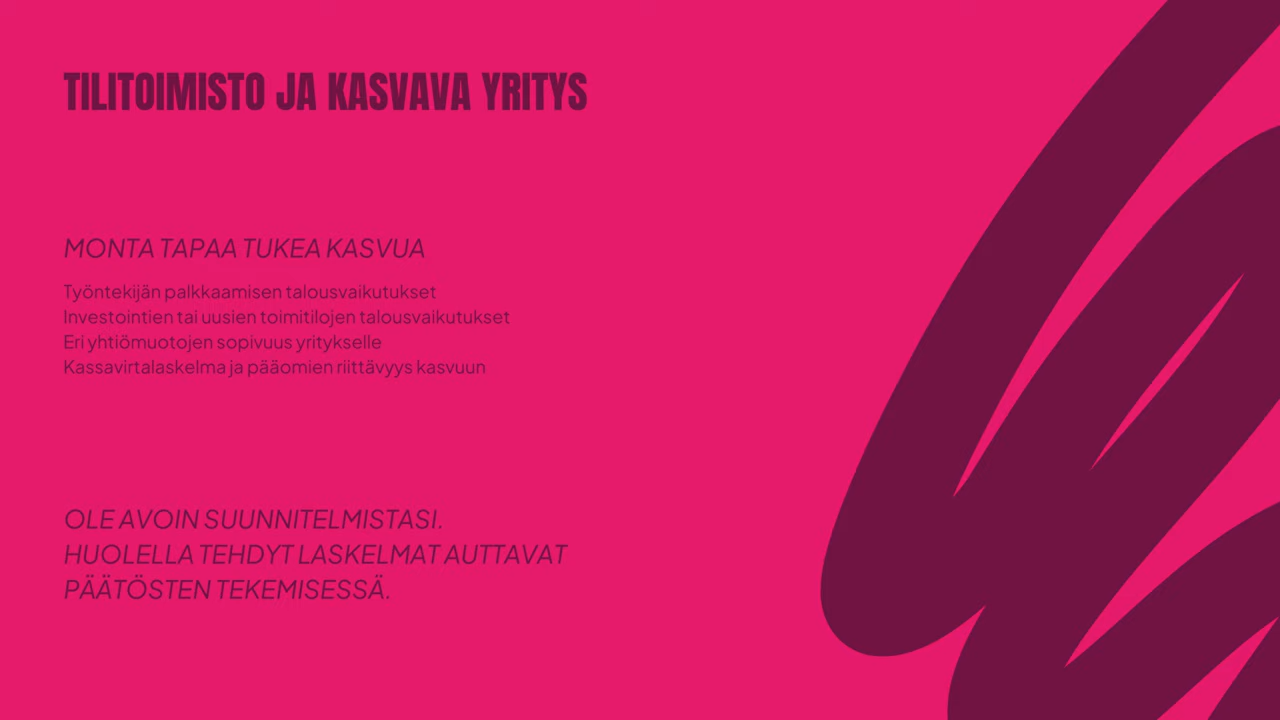 TILITOIMISTO JA KASVAVA YRITYS
MONTA TAPAA TUKEA KASVUA
Työntekijän palkkaamisen talousvaikutukset
Investointien tai uusien toimitilojen talousvaikutukset
Eri yhtiömuotojen sopivuus yritykselle
Kassavirtalaskelma ja pääomien riittävyys kasvuun
OLE AVOIN SUUNNITELMISTASI.
HUOLELLA TEHDYT LASKELMAT AUTTAVAT
PÄÄTÖSTEN TEKEMISESSÄ.